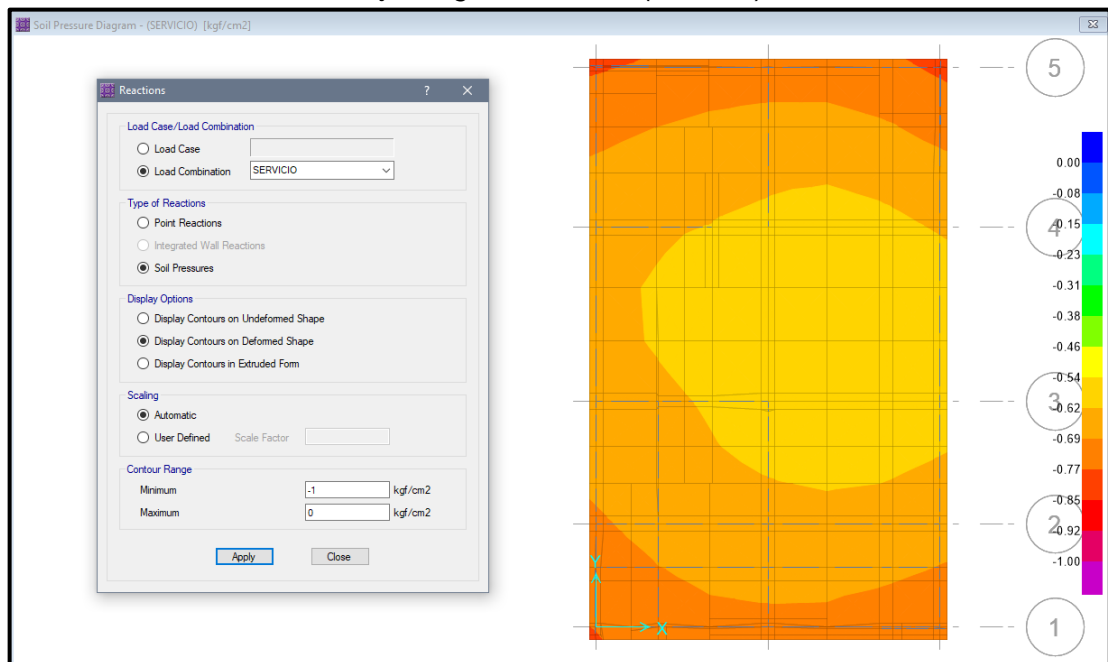 Soil Pressure Diagram - (SERVICIO) [kgf/cm2]
Reactions
?
Load Case/Load Combination
Load Case
Load Combination
SERVICIO
Type of Reactions
Point Reactions
Integrated Wall Reactions
Soil Pressures
Display Options
Display Contours on Undeformed Shape
Display Contours on Deformed Shape
Display Contours in Extruded Form
Scaling
Automatic
User Defined Scale Factor
Contour Range
Minimum -1 kgf/cm2
Maximum 0 kgf/cm2
Apply Close
Y
X
5
4
3
2
1
0.00
-0.08
-0.15
-0.23
-0.31
-0.38
-0.46
-0.54
-0.62
-0.69
-0.77
-0.85
-0.92
-1.00